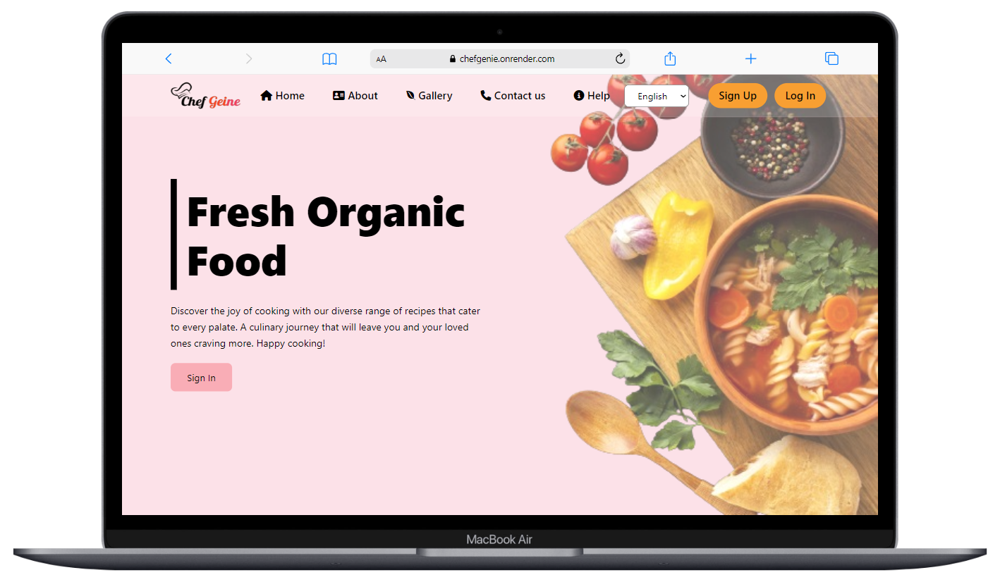 AA chefgenie.onrender.com
Chef Geine Home About Gallery Contact us Help English Sign Up Log In
Fresh Organic
Food
Discover the joy of cooking with our diverse range of recipes that cater
to every palate. A culinary journey that will leave you and your loved
ones craving more. Happy cooking!
Sign In
MacBook Air